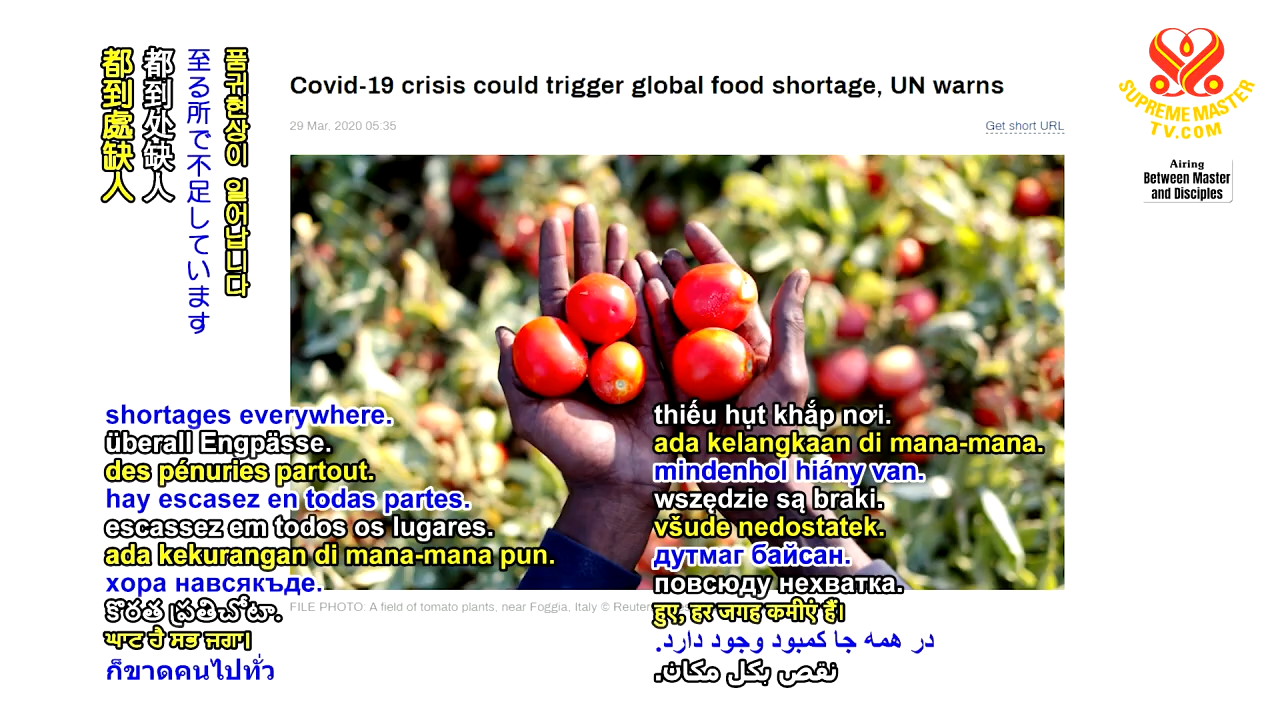 都到處缺人
都到处缺人
至る所で不足しています
품귀현상이 일어납니다
Covid-19 crisis could trigger global food shortage, UN warns
29 Mar, 2020 05:35
Get short URL
SUPREME MASTER
TV.COM
Airing
Between Master
and Disciples
shortages everywhere.
überall Engpässe.
des pénuries partout.
hay escasez en todas partes.
escassez em todos os lugares.
ada kekurangan di mana-mana pun.
хора навсякъде.
కొరత ప్రతిచోటా.
ਘਾਟ ਹੈ ਸਭ ਜਗਾ।
ก็ขาดคนไปทั่ว
thiếu hụt khắp nơi.
ada kelangkaan di mana-mana.
mindenhol hiány van.
wszędzie są braki.
všude nedostatek.
дутмаг байсан.
повсюду нехватка.
हुए, हर जगह कमीएं हैं।
در همه جا کمبود وجود دارد.
نقص بكل مكان.
FILE PHOTO. A field of tomato plants, near Foggia, Italy © Reuters